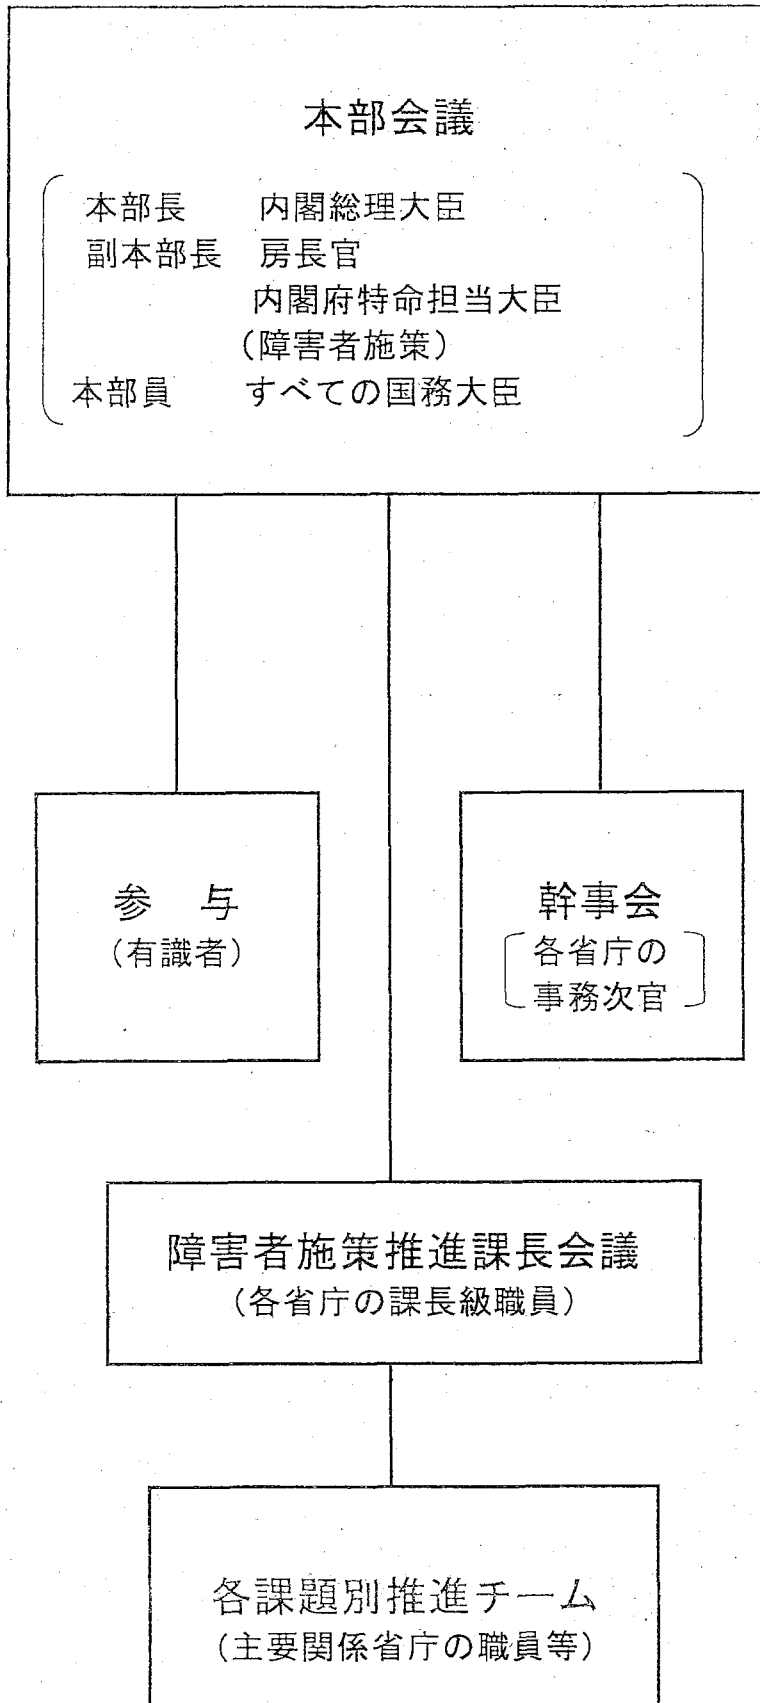 本部会議
本部長　内閣総理大臣
副本部長　房長官
内閣府特命担当大臣
(障害者施策)
本部員　すべての国務大臣
参　与
(有識者)
幹事会
各省庁の
事務次官
障害者施策推進課長会議
(各省庁の課長級職員)
各課題別推進チーム
(主要関係省庁の職員等)